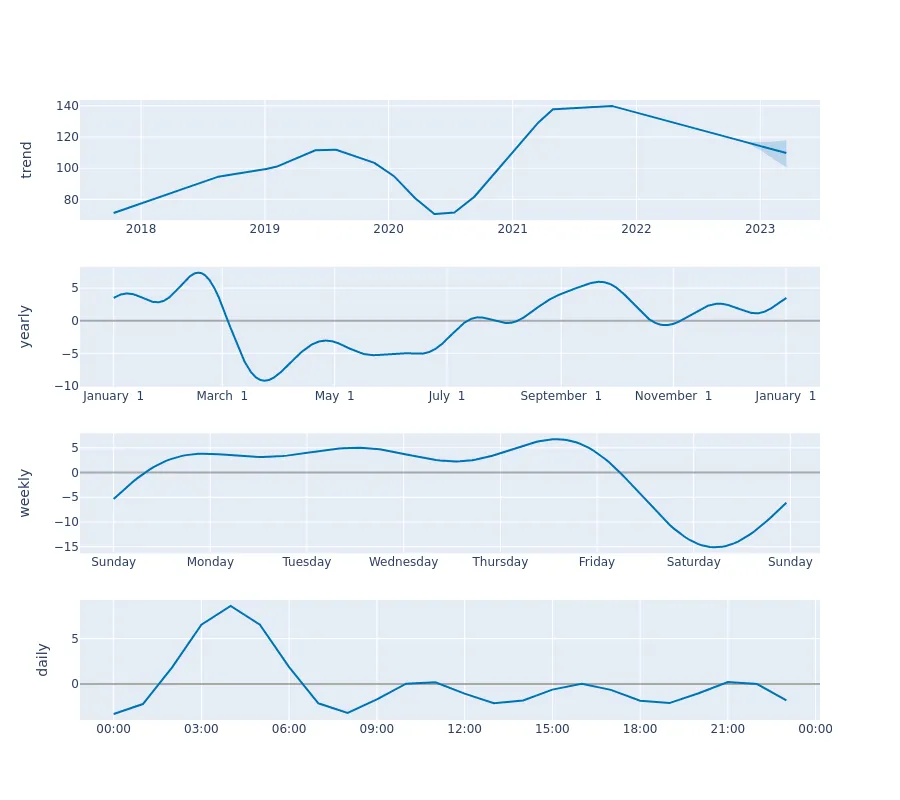 trend
140
120
100
80
2018 2019 2020 2021 2022 2023
yearly
5
0
−5
−10
January 1 March 1 May 1 July 1 September 1 November 1 January 1
weekly
5
0
−5
−10
−15
Sunday Monday Tuesday Wednesday Thursday Friday Saturday Sunday
daily
5
0
00:00 03:00 06:00 09:00 12:00 15:00 18:00 21:00 00:00